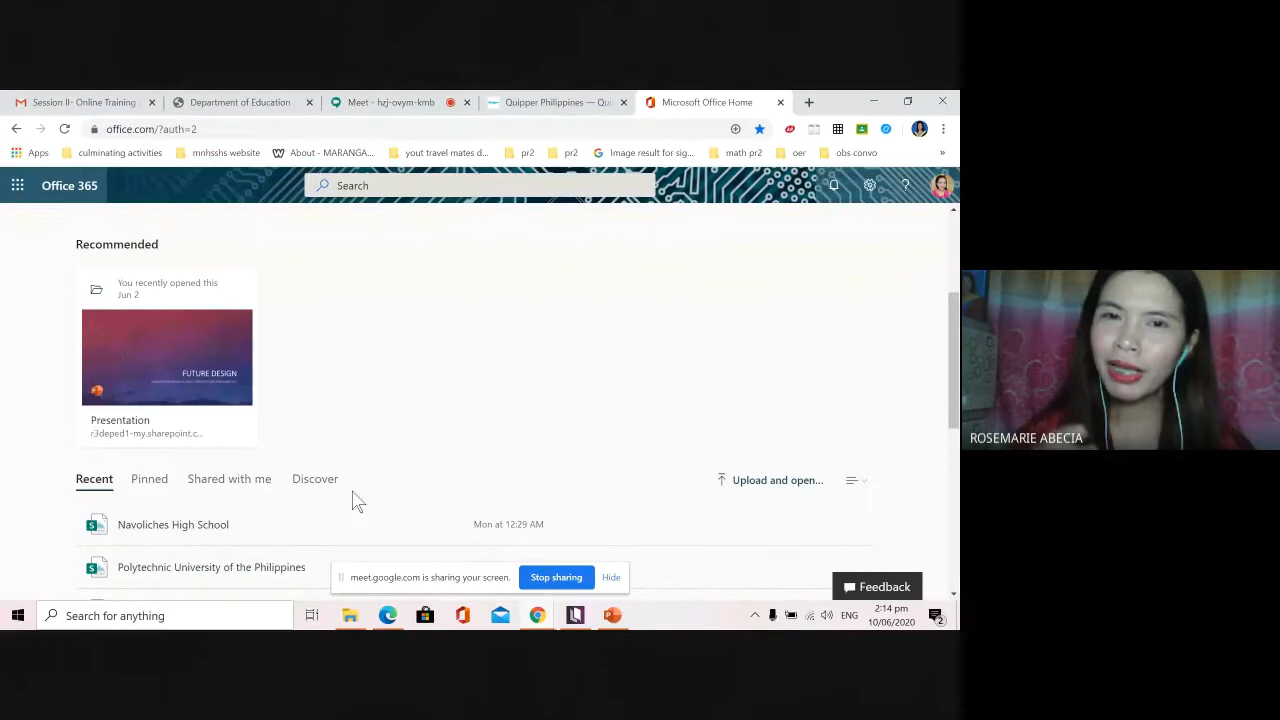 Session II- Online Training
Department of Education
Meet - hzj-ovym-kmb
Quipper Philippines — Qui
Microsoft Office Home
office.com/?auth=2
Apps
culminating activities
mnhsshs website
About - MARANGA...
yout travel mates d...
pr2
pr2
Image result for sig...
math pr2
oer
obs convo
»
Office 365
Search
Recommended
You recently opened this
Jun 2
FUTURE DESIGN
Presentation
r3deped1-my.sharepoint.c...
ROSEMARIE ABECIA
Recent
Pinned
Shared with me
Discover
Upload and open...
Navoliches High School
Mon at 12:29 AM
Polytechnic University of the Philippines
meet.google.com is sharing your screen.
Stop sharing
Hide
Feedback
Search for anything
ENG
2:14 pm
10/06/2020
2